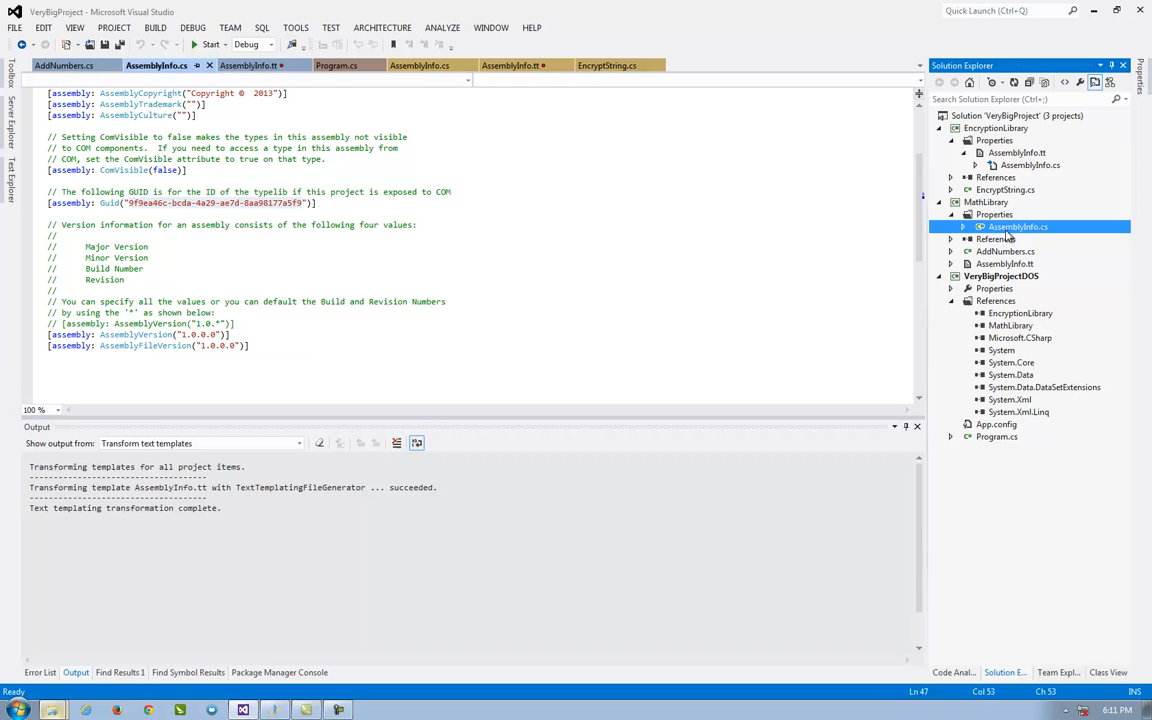 VeryBigProject - Microsoft Visual Studio
Quick Launch (Ctrl+Q)
FILE EDIT VIEW PROJECT BUILD DEBUG TEAM SQL TOOLS TEST ARCHITECTURE ANALYZE WINDOW HELP
Start Debug
AddNumbers.cs AssemblyInfo.cs AssemblyInfo.tt Program.cs AssemblyInfo.cs AssemblyInfo.tt EncryptString.cs
Toolbox
Server Explorer
Test Explorer
[assembly: AssemblyCopyright("Copyright ©  2013")]
[assembly: AssemblyTrademark("")]
[assembly: AssemblyCulture("")]
// Setting ComVisible to false makes the types in this assembly not visible
// to COM components.  If you need to access a type in this assembly from
// COM, set the ComVisible attribute to true on that type.
[assembly: ComVisible(false)]
// The following GUID is for the ID of the typelib if this project is exposed to COM
[assembly: Guid("9f9ea46c-bcda-4a29-ae7d-8aa98177a5f9")]
// Version information for an assembly consists of the following four values:
//
//      Major Version
//      Minor Version
//      Build Number
//      Revision
//
// You can specify all the values or you can default the Build and Revision Numbers
// by using the '*' as shown below:
// [assembly: AssemblyVersion("1.0.*")]
[assembly: AssemblyVersion("1.0.0.0")]
[assembly: AssemblyFileVersion("1.0.0.0")]
100 %
Output
Show output from: Transform text templates
Transforming templates for all project items.
------------------------------------
Transforming template AssemblyInfo.tt with TextTemplatingFileGenerator ... succeeded.
------------------------------------
Text templating transformation complete.
Error List Output Find Results 1 Find Symbol Results Package Manager Console
Solution Explorer
Search Solution Explorer (Ctrl+;)
Solution 'VeryBigProject' (3 projects)
EncryptionLibrary
Properties
AssemblyInfo.tt
AssemblyInfo.cs
References
EncryptString.cs
MathLibrary
Properties
AssemblyInfo.cs
References
AddNumbers.cs
AssemblyInfo.tt
VeryBigProjectDOS
Properties
References
EncryptionLibrary
MathLibrary
Microsoft.CSharp
System
System.Core
System.Data
System.Data.DataSetExtensions
System.Xml
System.Xml.Linq
App.config
Program.cs
Code Anal... Solution E... Team Expl... Class View
Properties
Ready Ln 47 Col 53 Ch 53 INS
6:11 PM